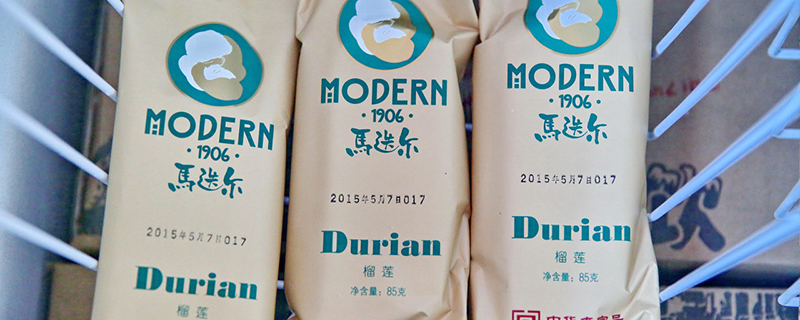 MODERN
·1906·
馬迭尔
2015年5月7日017
Durian
榴莲
MODERN
·1906·
馬迭尔
2015年5月7日017
Durian
榴莲
净含量：85克
MODERN
·1906·
馬迭尔
2015年5月7日017
Durian
榴莲
净含量：85克